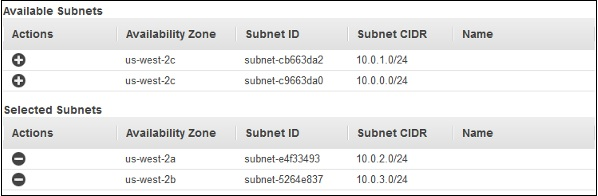 Available Subnets
Actions Availability Zone Subnet ID Subnet CIDR Name
us-west-2c subnet-cb663da2 10.0.1.0/24
us-west-2c subnet-c9663da0 10.0.0.0/24
Selected Subnets
Actions Availability Zone Subnet ID Subnet CIDR Name
us-west-2a subnet-e4f33493 10.0.2.0/24
us-west-2b subnet-5264e837 10.0.3.0/24